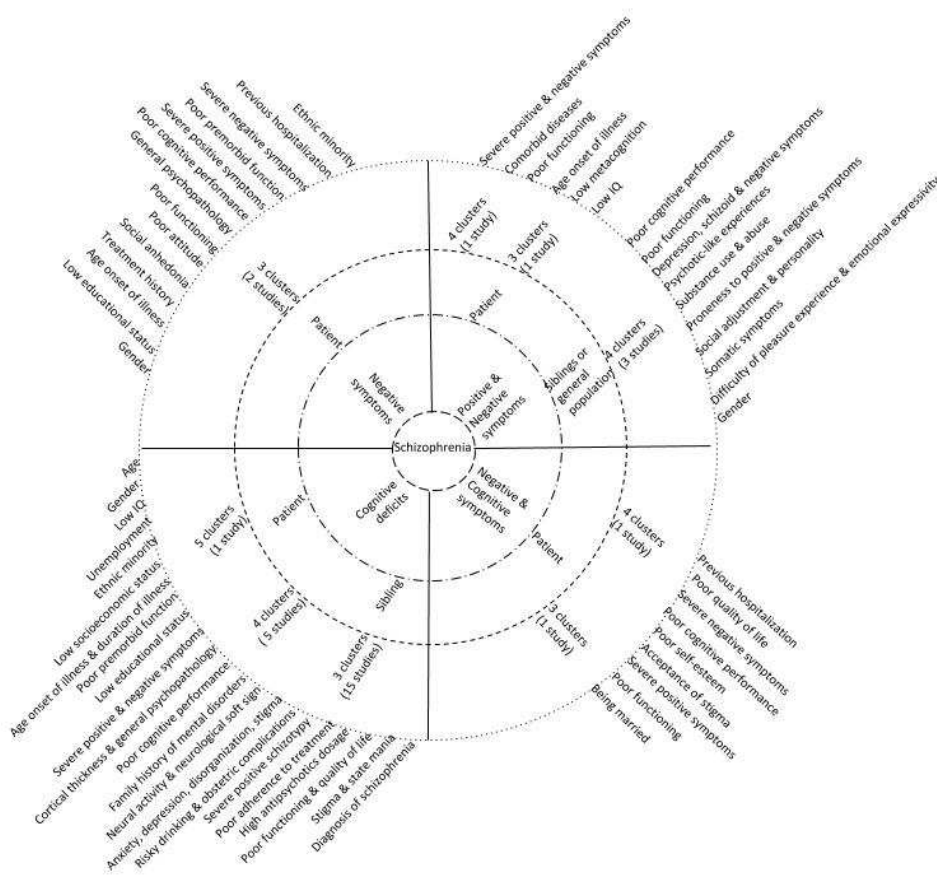 Schizophrenia
Negative
symptoms
Patient
3 clusters
(2 studies)
Ethnic minority
Previous hospitalization
Severe negative symptoms
Poor premorbid function
Severe positive symptoms
Poor cognitive performance
General psychopathology
Poor functioning
Poor attitude
Social anhedonia
Treatment history
Age onset of illness
Low educational status
Gender
Positive &
Negative
symptoms
Patient
4 clusters
(1 study)
3 clusters
(1 study)
Siblings or
general
population
4 clusters
(3 studies)
Severe positive & negative symptoms
Comorbid diseases
Poor functioning
Age onset of illness
Low metacognition
Low IQ
Poor cognitive performance
Poor functioning
Depression, schizoid & negative symptoms
Psychotic-like experiences
Substance use & abuse
Proneness to positive & negative symptoms
Social adjustment & personality
Somatic symptoms
Difficulty of pleasure experience & emotional expressivity
Gender
Negative &
Cognitive
symptoms
Patient
4 clusters
(1 study)
3 clusters
(1 study)
Previous hospitalization
Poor quality of life
Severe negative symptoms
Poor cognitive performance
Poor self-esteem
Acceptance of stigma
Severe positive symptoms
Poor functioning
Being married
Cognitive
deficits
Patient
Sibling
5 clusters
(1 study)
4 clusters
( 5 studies)
3 clusters
(15 studies)
Age
Gender
Low IQ
Unemployment
Ethnic minority
Low socioeconomic status
Age onset of illness & duration of illness
Poor premorbid function
Low educational status
Severe positive & negative symptoms
Cortical thickness & general psychopathology
Poor cognitive performance
Family history of mental disorders
Neural activity & neurological soft sign
Anxiety, depression, disorganization, stigma
Risky drinking & obstetric complications
Severe positive schizotypy
Poor adherence to treatment
High antipsychotics dosage
Poor functioning & quality of life
Stigma & state mania
Diagnosis of schizophrenia